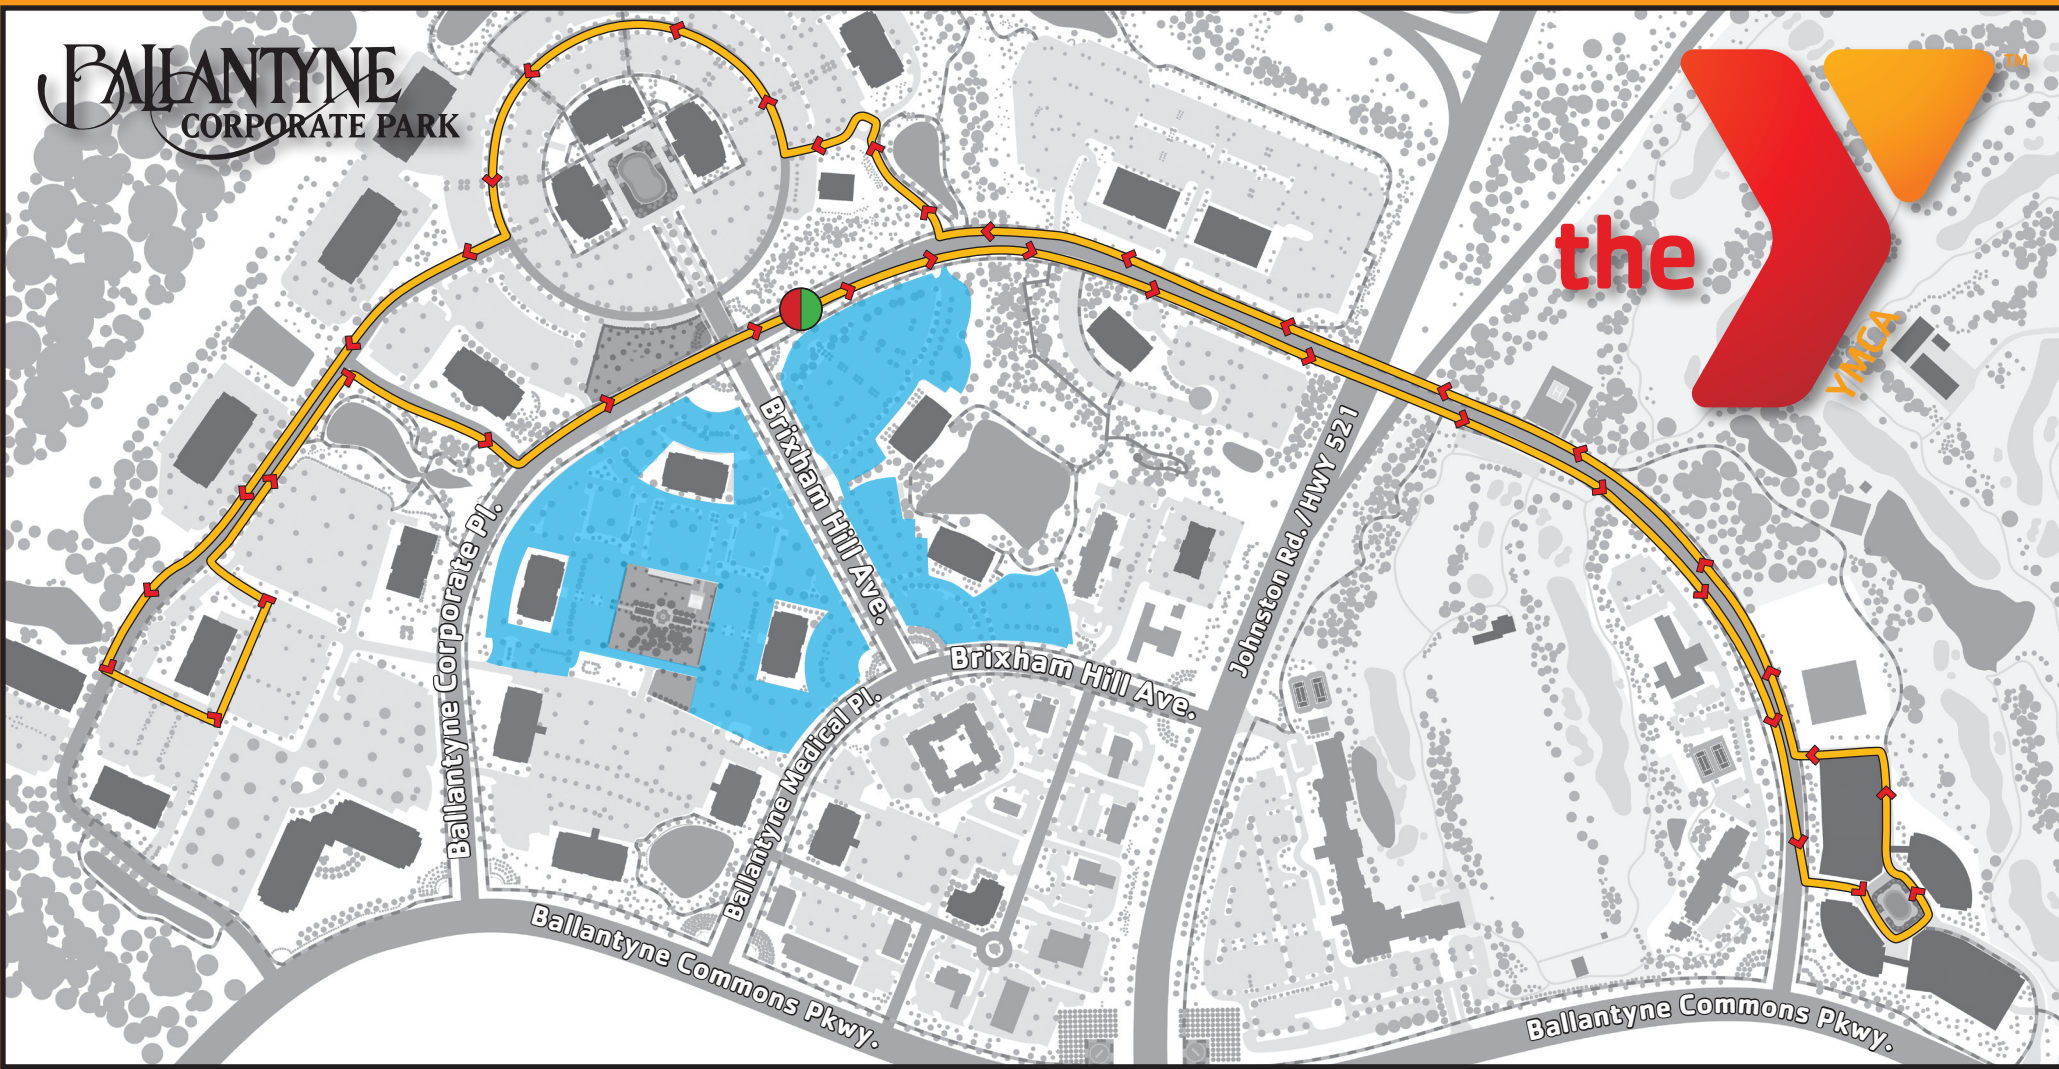 BALLANTYNE
CORPORATE PARK
the
YMCA
TM
Brixham Hill Ave.
Johnston Rd./HWY 521
Ballantyne Corporate Pl.
Brixham Hill Ave.
Ballantyne Medical Pl.
Ballantyne Commons Pkwy.
Ballantyne Commons Pkwy.